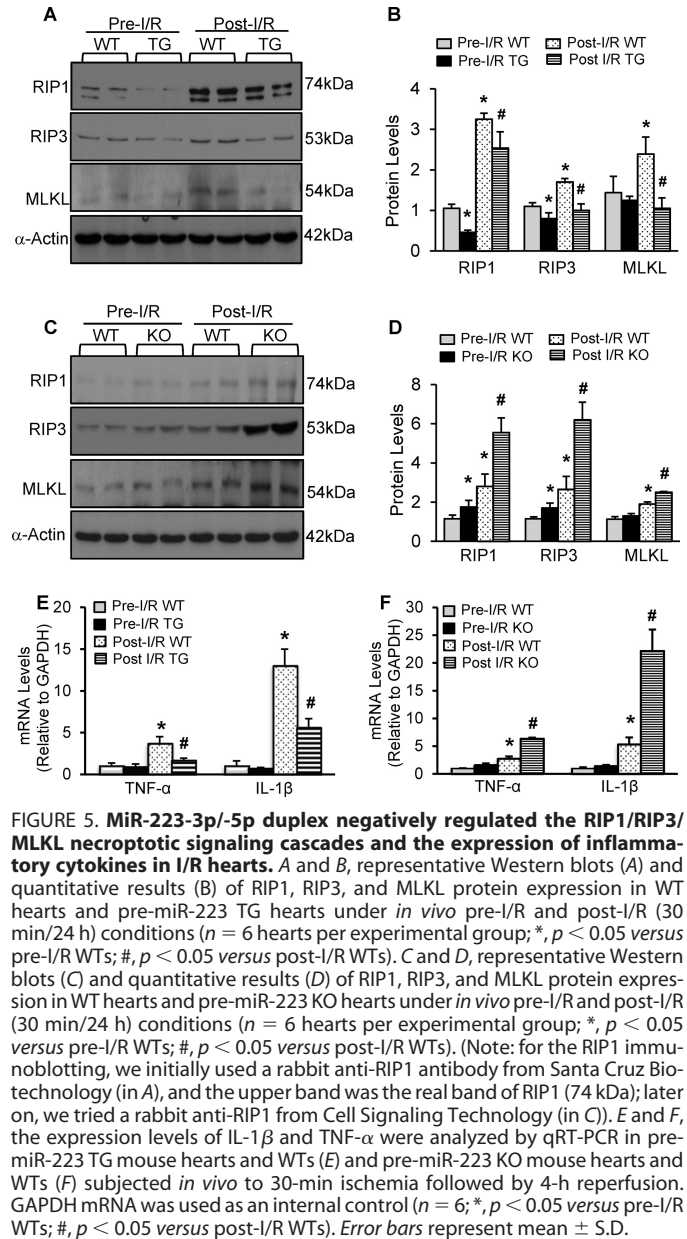 A
Pre-I/R Post-I/R
WT TG WT TG
RIP1 74kDa
RIP3 53kDa
MLKL 54kDa
α-Actin 42kDa
B
Pre-I/R WT Post-I/R WT
Pre-I/R TG Post I/R TG
Protein Levels
4
3
2
1
0
* * # * * # * #
RIP1 RIP3 MLKL
C
Pre-I/R Post-I/R
WT KO WT KO
RIP1 74kDa
RIP3 53kDa
MLKL 54kDa
α-Actin 42kDa
D
Pre-I/R WT Post-I/R WT
Pre-I/R KO Post I/R KO
Protein Levels
8
6
4
2
0
* * # * * # * #
RIP1 RIP3 MLKL
E
Pre-I/R WT
Pre-I/R TG
Post-I/R WT
Post I/R TG
mRNA Levels
(Relative to GAPDH)
20
15
10
5
0
* # * #
TNF-α IL-1β
F
Pre-I/R WT
Pre-I/R KO
Post-I/R WT
Post I/R KO
mRNA Levels
(Relative to GAPDH)
30
25
20
15
10
5
0
* # * #
TNF-α IL-1β
FIGURE 5. MiR-223-3p/-5p duplex negatively regulated the RIP1/RIP3/
MLKL necroptotic signaling cascades and the expression of inflamma-
tory cytokines in I/R hearts. A and B, representative Western blots (A) and
quantitative results (B) of RIP1, RIP3, and MLKL protein expression in WT
hearts and pre-miR-223 TG hearts under in vivo pre-I/R and post-I/R (30
min/24 h) conditions (n = 6 hearts per experimental group; *, p < 0.05 versus
pre-I/R WTs; #, p < 0.05 versus post-I/R WTs). C and D, representative Western
blots (C) and quantitative results (D) of RIP1, RIP3, and MLKL protein expres-
sion in WT hearts and pre-miR-223 KO hearts under in vivo pre-I/R and post-I/R
(30 min/24 h) conditions (n = 6 hearts per experimental group; *, p < 0.05
versus pre-I/R WTs; #, p < 0.05 versus post-I/R WTs). (Note: for the RIP1 immu-
noblotting, we initially used a rabbit anti-RIP1 antibody from Santa Cruz Bio-
technology (in A), and the upper band was the real band of RIP1 (74 kDa); later
on, we tried a rabbit anti-RIP1 from Cell Signaling Technology (in C)). E and F,
the expression levels of IL-1β and TNF-α were analyzed by qRT-PCR in pre-
miR-223 TG mouse hearts and WTs (E) and pre-miR-223 KO mouse hearts and
WTs (F) subjected in vivo to 30-min ischemia followed by 4-h reperfusion.
GAPDH mRNA was used as an internal control (n = 6; *, p < 0.05 versus pre-I/R
WTs; #, p < 0.05 versus post-I/R WTs). Error bars represent mean ± S.D.